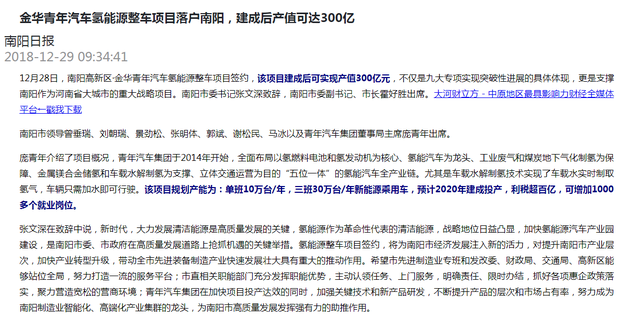 金华青年汽车氢能源整车项目落户南阳，建成后产值可达300亿
南阳日报
2018-12-29 09:34:41
12月28日，南阳高新区·金华青年汽车氢能源整车项目签约，该项目建成后可实现产值300亿元，不仅是九大专项实现突破性进展的具体体现，更是支撑
南阳作为河南省大城市的重大战略项目。南阳市委书记张文深致辞，南阳市委副书记、市长霍好胜出席。大河财立方－中原地区最具影响力财经全媒体
平台←戳我下载
南阳市领导曾垂瑞、刘朝瑞、景劲松、张明体、郭斌、谢松民、马冰以及青年汽车集团董事局主席庞青年出席。
庞青年介绍了项目概况，青年汽车集团于2014年开始，全面布局以氢燃料电池和氢发动机为核心、氢能汽车为龙头、工业废气和煤炭地下气化制氢为保
障、金属镁合金储氢和车载水解制氢为支撑、立体交通运营为目的“五位一体”的氢能汽车全产业链。尤其是车载水解制氢技术实现了车载水实时制取
氢气，车辆只需加水即可行驶。该项目规划产能为：单班10万台/年，三班30万台/年新能源乘用车，预计2020年建成投产，利税超百亿，可增加1000
多个就业岗位。
张文深在致辞中说，新时代，大力发展清洁能源是高质量发展的关键，氢能源作为革命性的清洁能源，战略地位日益凸显，加快氢能源汽车产业园
建设，是南阳市委、市政府在高质量发展道路上抢抓机遇的关键举措。氢能源整车项目签约，将为南阳市经济发展注入新的活力，对提升南阳市产业层
次，加快产业转型升级，带动全市先进装备制造产业快速发展壮大具有重大的推动作用。希望市先进制造业专班和发改委、财政局、交通局、高新区能
够站位全局，努力打造一流的服务平台；市直相关职能部门充分发挥职能优势，主动认领任务、上门服务，明确责任、限时办结，抓好各项惠企政策落
实，聚力营造宽松的营商环境；青年汽车集团在加快项目投产达效的同时，加强关键技术和新产品研发，不断提升产品的层次和市场占有率，努力成为
南阳制造业智能化、高端化产业集群的龙头，为南阳市高质量发展发挥强有力的助推作用。